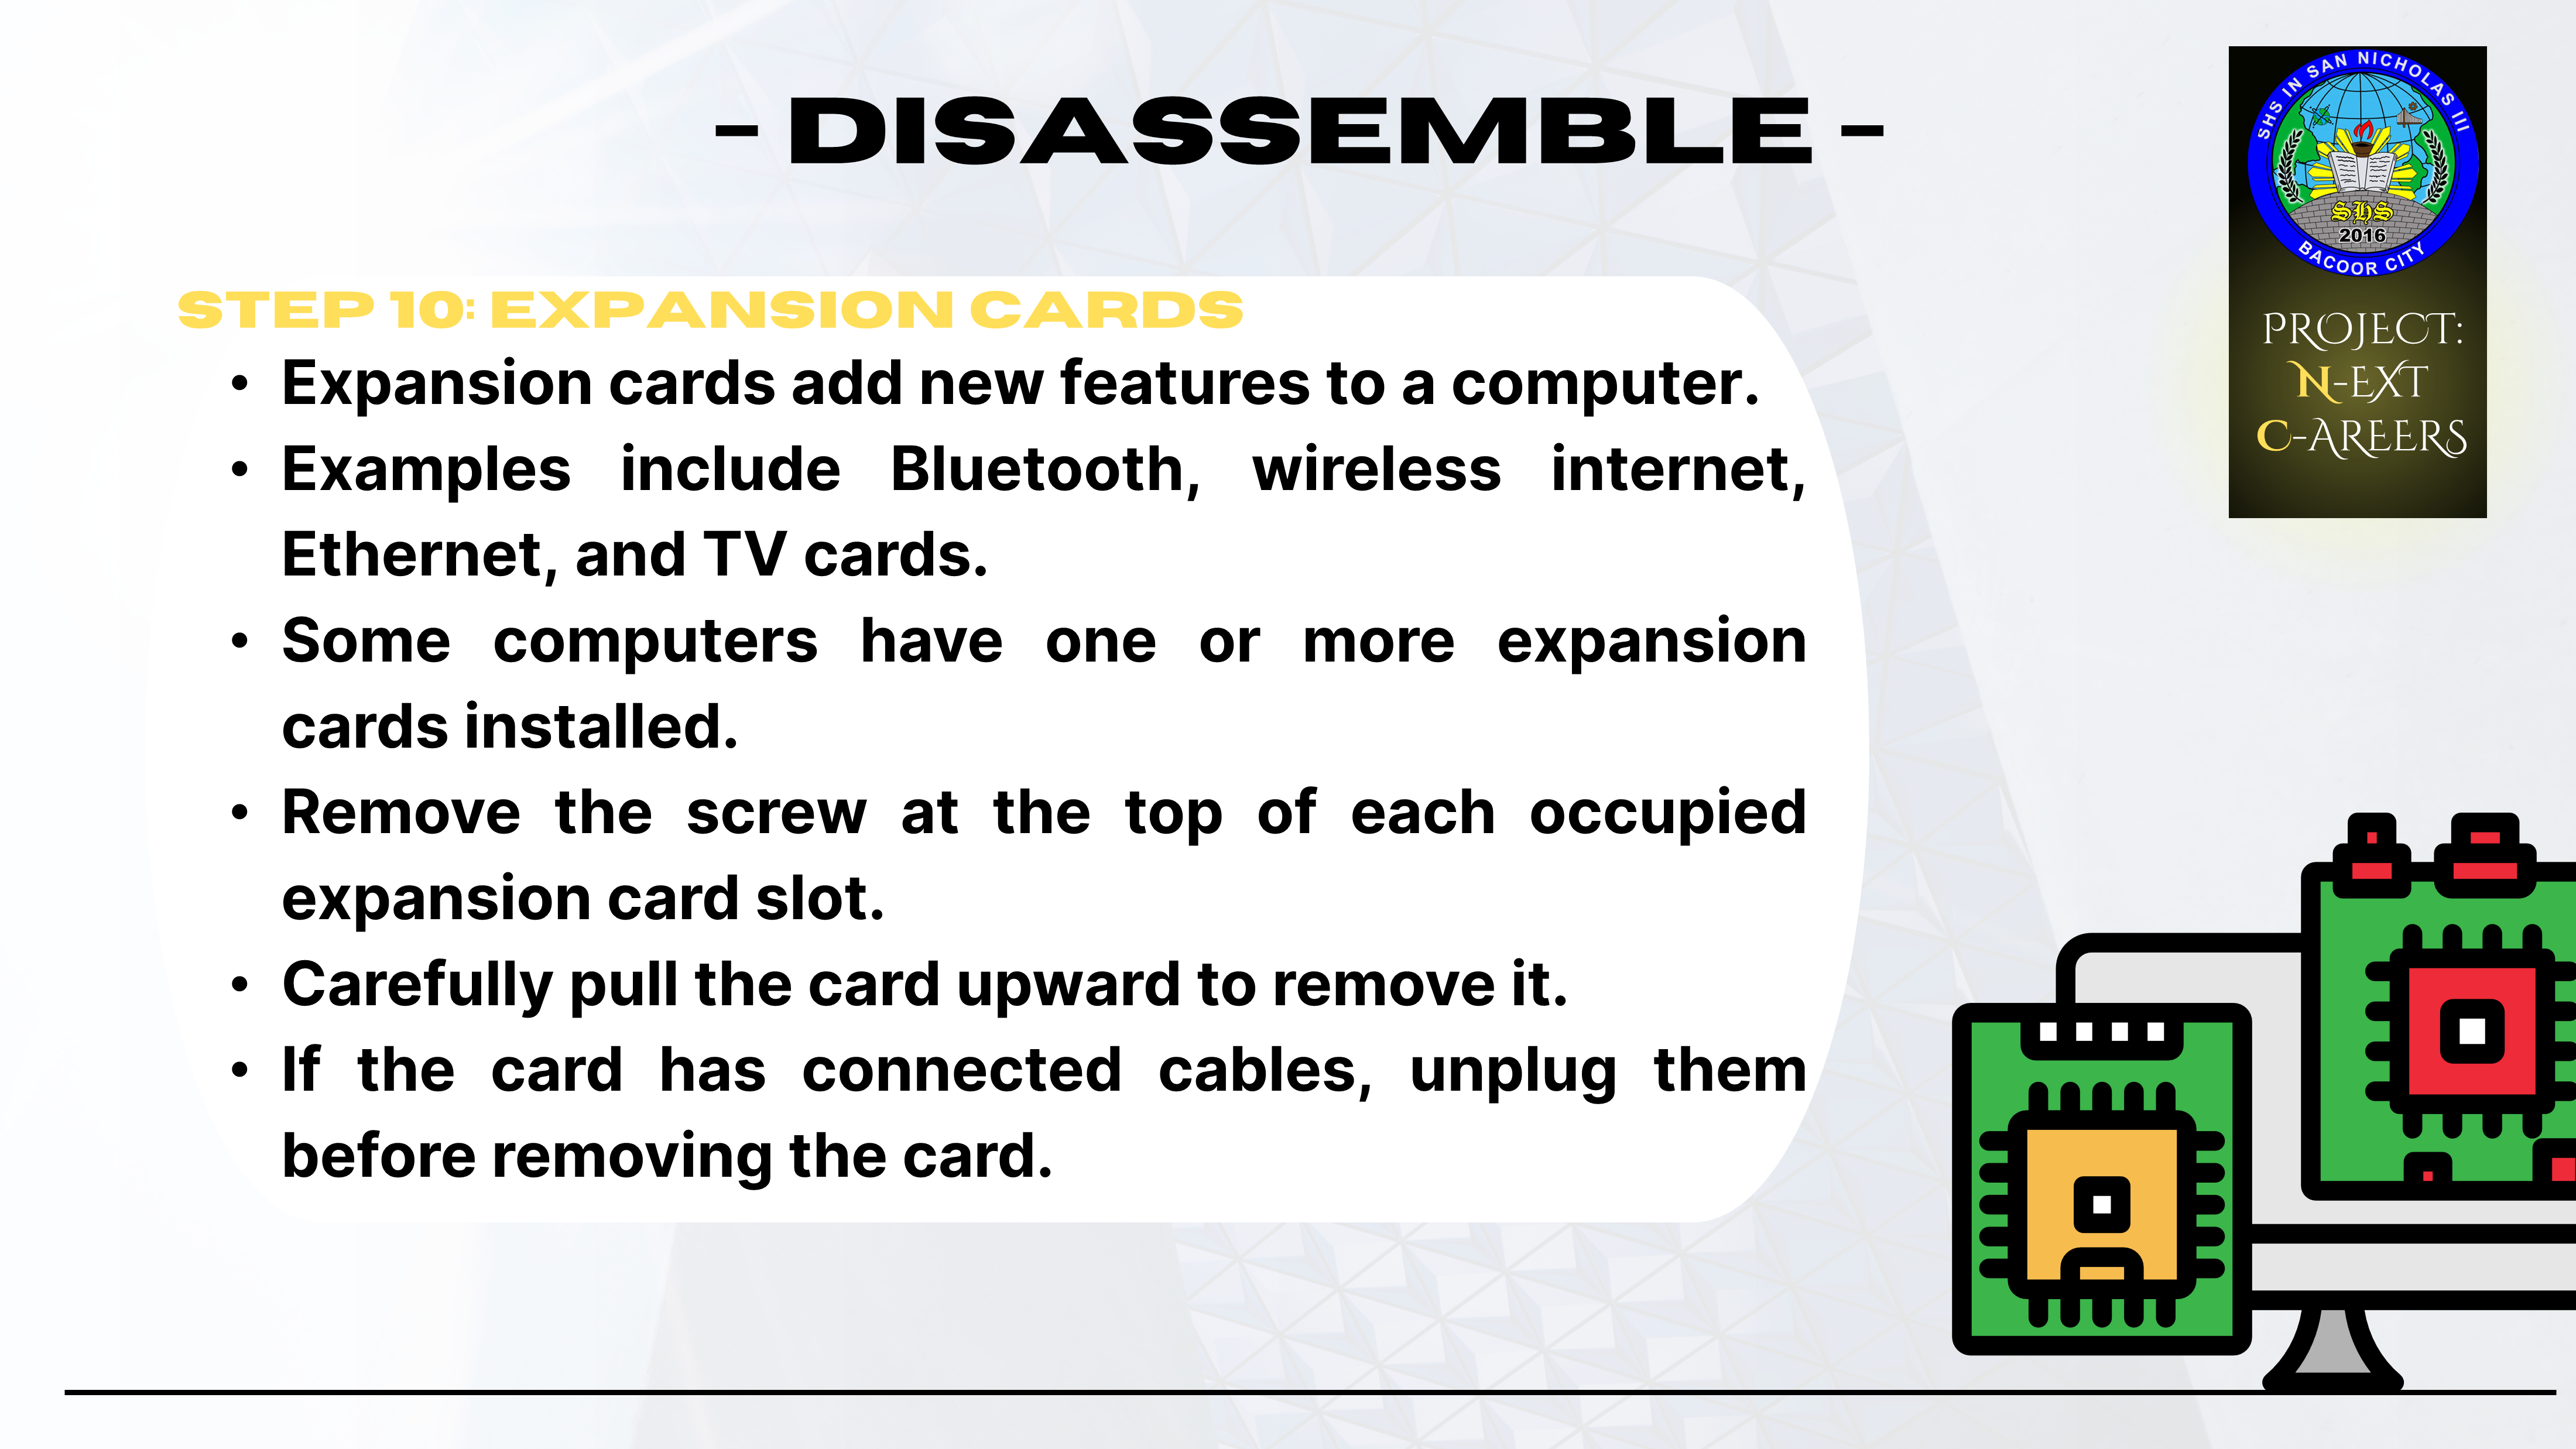 - DISASSEMBLE -
SHS IN SAN NICHOLAS III
SHS
2016
BACOOR CITY
PROJECT:
N-EXT
C-AREERS
STEP 10: EXPANSION CARDS
• Expansion cards add new features to a computer.
• Examples include Bluetooth, wireless internet,
Ethernet, and TV cards.
• Some computers have one or more expansion
cards installed.
• Remove the screw at the top of each occupied
expansion card slot.
• Carefully pull the card upward to remove it.
• If the card has connected cables, unplug them
before removing the card.